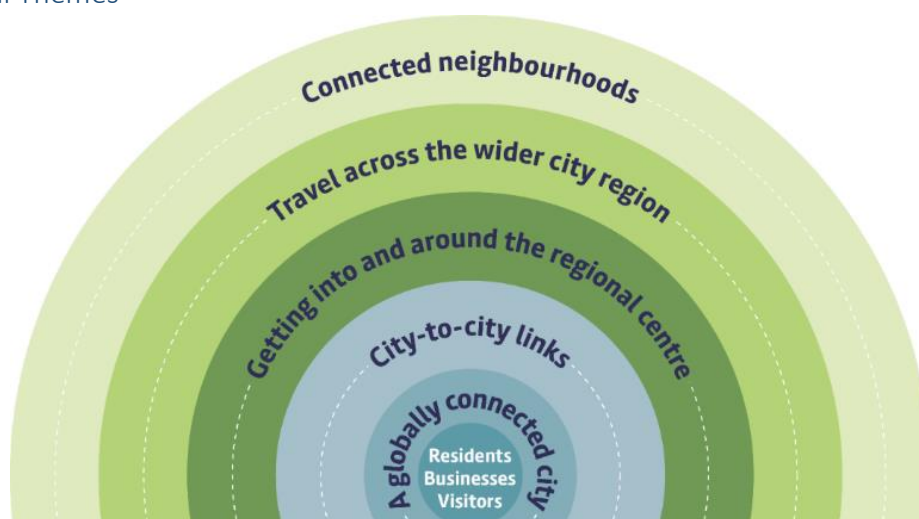 Themes
Connected neighbourhoods
Travel across the wider city region
Getting into and around the regional centre
City-to-city links
A globally connected city
Residents
Businesses
Visitors